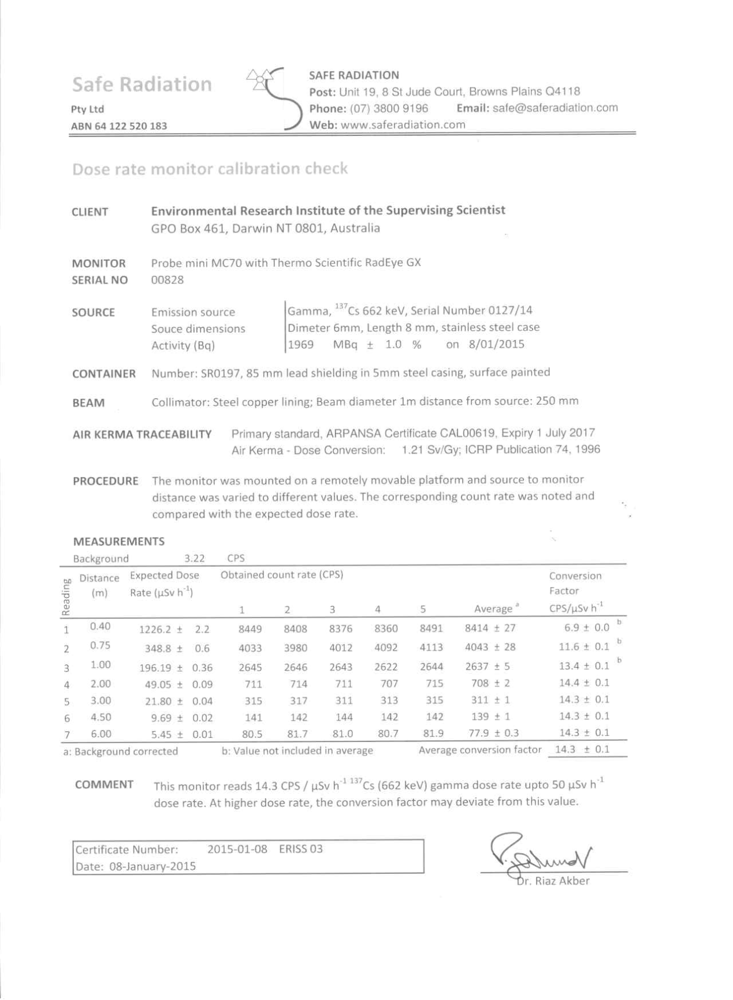 Safe Radiation
Pty Ltd
ABN 64 122 520 183
SAFE RADIATION
Post: Unit 19, 8 St Jude Court, Browns Plains Q4118
Phone: (07) 3800 9196 Email: safe@saferadiation.com
Web: www.saferadiation.com
Dose rate monitor calibration check
CLIENT Environmental Research Institute of the Supervising Scientist
GPO Box 461, Darwin NT 0801, Australia
MONITOR Probe mini MC70 with Thermo Scientific RadEye GX
SERIAL NO 00828
SOURCE Emission source Gamma, ¹³⁷Cs 662 keV, Serial Number 0127/14
Souce dimensions Dimeter 6mm, Length 8 mm, stainless steel case
Activity (Bq) 1969 MBq ± 1.0 % on 8/01/2015
CONTAINER Number: SR0197, 85 mm lead shielding in 5mm steel casing, surface painted
BEAM Collimator: Steel copper lining; Beam diameter 1m distance from source: 250 mm
AIR KERMA TRACEABILITY Primary standard, ARPANSA Certificate CAL00619, Expiry 1 July 2017
Air Kerma - Dose Conversion: 1.21 Sv/Gy; ICRP Publication 74, 1996
PROCEDURE The monitor was mounted on a remotely movable platform and source to monitor
distance was varied to different values. The corresponding count rate was noted and
compared with the expected dose rate.
MEASUREMENTS
Background 3.22 CPS
Reading Distance Expected Dose Obtained count rate (CPS) Conversion
(m) Rate (µSv h⁻¹) Factor
1 2 3 4 5 Average ᵃ CPS/µSv h⁻¹
1 0.40 1226.2 ± 2.2 8449 8408 8376 8360 8491 8414 ± 27 6.9 ± 0.0 ᵇ
2 0.75 348.8 ± 0.6 4033 3980 4012 4092 4113 4043 ± 28 11.6 ± 0.1 ᵇ
3 1.00 196.19 ± 0.36 2645 2646 2643 2622 2644 2637 ± 5 13.4 ± 0.1 ᵇ
4 2.00 49.05 ± 0.09 711 714 711 707 715 708 ± 2 14.4 ± 0.1
5 3.00 21.80 ± 0.04 315 317 311 313 315 311 ± 1 14.3 ± 0.1
6 4.50 9.69 ± 0.02 141 142 144 142 142 139 ± 1 14.3 ± 0.1
7 6.00 5.45 ± 0.01 80.5 81.7 81.0 80.7 81.9 77.9 ± 0.3 14.3 ± 0.1
a: Background corrected b: Value not included in average Average conversion factor 14.3 ± 0.1
COMMENT This monitor reads 14.3 CPS / µSv h⁻¹ ¹³⁷Cs (662 keV) gamma dose rate upto 50 µSv h⁻¹
dose rate. At higher dose rate, the conversion factor may deviate from this value.
Certificate Number: 2015-01-08 ERISS 03
Date: 08-January-2015
Dr. Riaz Akber